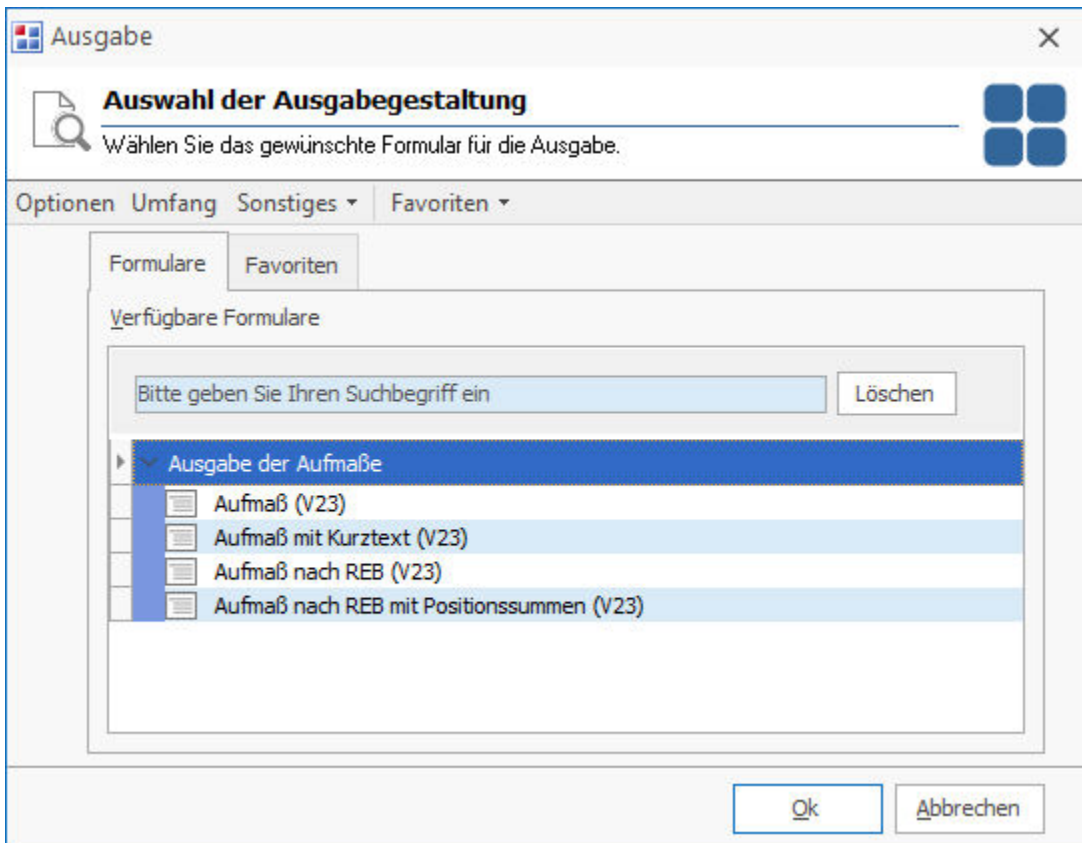 Ausgabe
Auswahl der Ausgabegestaltung
Wählen Sie das gewünschte Formular für die Ausgabe.
Optionen Umfang Sonstiges Favoriten
Formulare Favoriten
Verfügbare Formulare
Bitte geben Sie Ihren Suchbegriff ein Löschen
Ausgabe der Aufmaße
Aufmaß (V23)
Aufmaß mit Kurztext (V23)
Aufmaß nach REB (V23)
Aufmaß nach REB mit Positionssummen (V23)
Ok Abbrechen